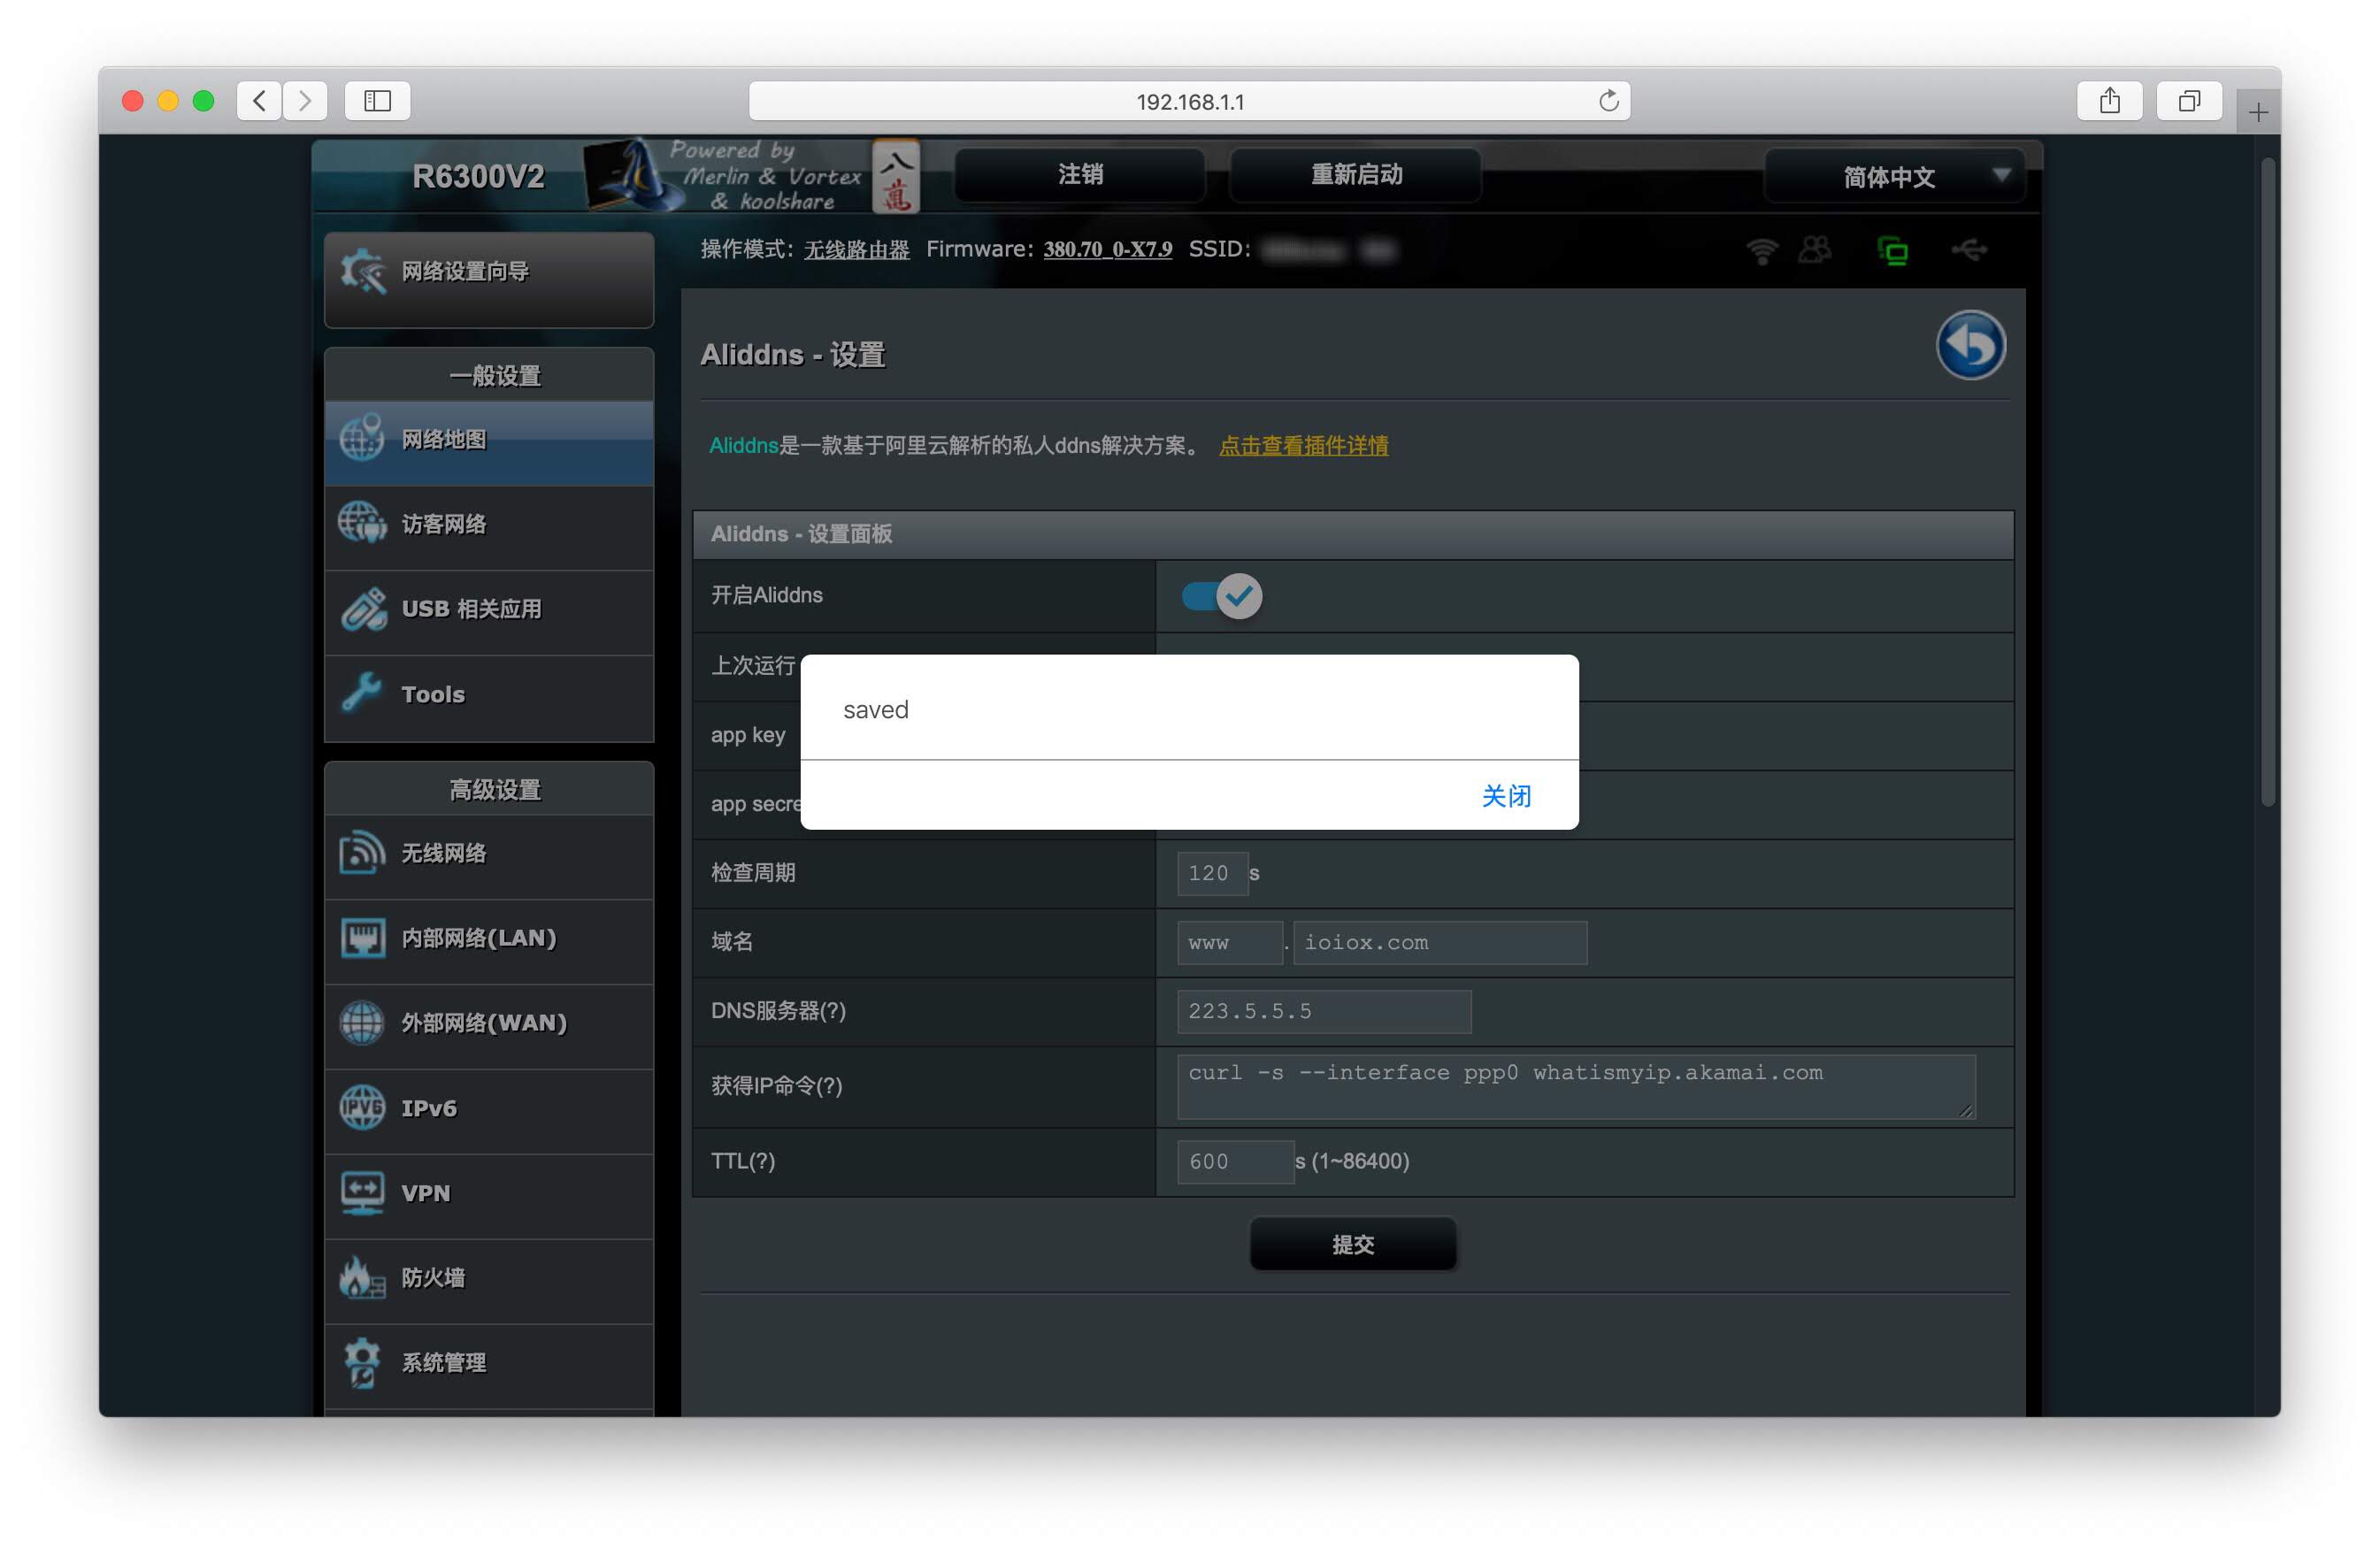 192.168.1.1
R6300V2
Powered by
Merlin & Vortex
& koolshare
八
萬
注销
重新启动
简体中文
操作模式: 无线路由器 Firmware: 380.70_0-X7.9 SSID:
网络设置向导
一般设置
网络地图
访客网络
USB 相关应用
Tools
高级设置
无线网络
内部网络(LAN)
外部网络(WAN)
IPv6
VPN
防火墙
系统管理
Aliddns - 设置
Aliddns是一款基于阿里云解析的私人ddns解决方案。 点击查看插件详情
Aliddns - 设置面板
开启Aliddns
上次运行
app key
app secre
saved
关闭
检查周期 120 s
域名 www . ioiox.com
DNS服务器(?) 223.5.5.5
获得IP命令(?) curl -s --interface ppp0 whatismyip.akamai.com
TTL(?) 600 s (1~86400)
提交